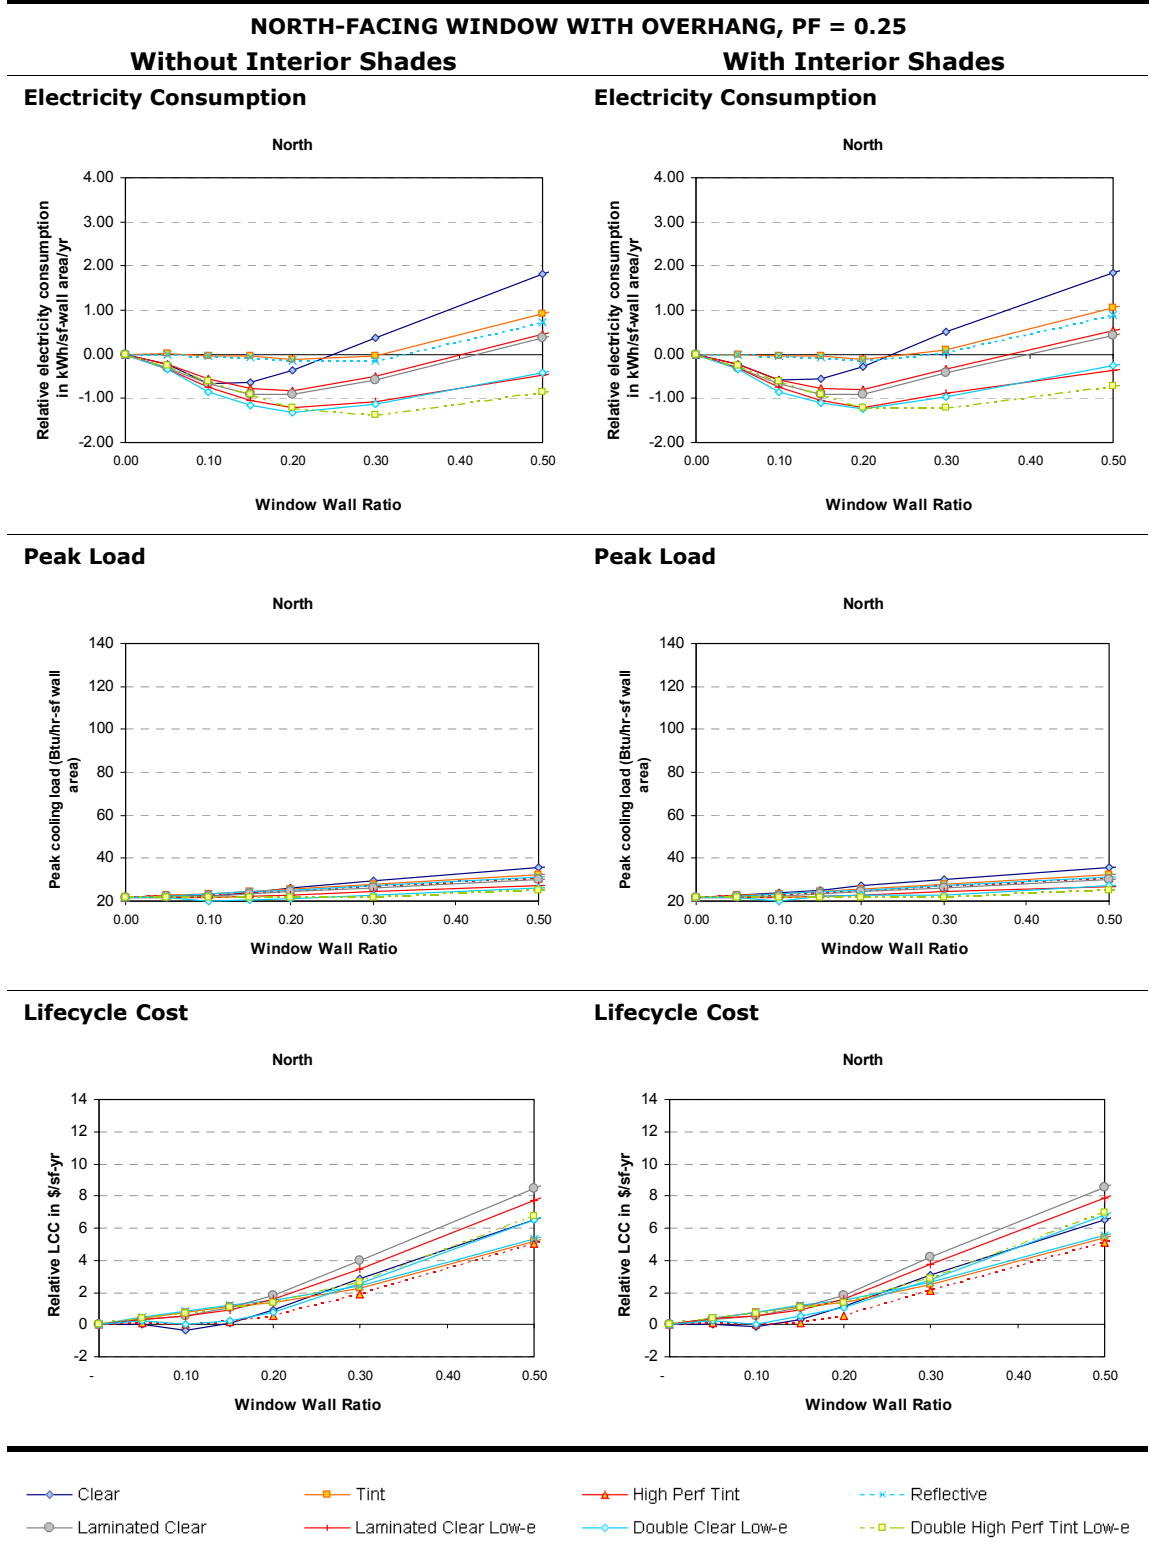 NORTH-FACING WINDOW WITH OVERHANG, PF = 0.25
Without Interior Shades
With Interior Shades
Electricity Consumption
Electricity Consumption
North
Relative electricity consumption
in kWh/sf-wall area/yr
4.00
3.00
2.00
1.00
0.00
-1.00
-2.00
0.00 0.10 0.20 0.30 0.40 0.50
Window Wall Ratio
North
Relative electricity consumption
in kWh/sf-wall area/yr
4.00
3.00
2.00
1.00
0.00
-1.00
-2.00
0.00 0.10 0.20 0.30 0.40 0.50
Window Wall Ratio
Peak Load
Peak Load
North
Peak cooling load (Btu/hr-sf wall
area)
140
120
100
80
60
40
20
0.00 0.10 0.20 0.30 0.40 0.50
Window Wall Ratio
North
Peak cooling load (Btu/hr-sf wall
area)
140
120
100
80
60
40
20
0.00 0.10 0.20 0.30 0.40 0.50
Window Wall Ratio
Lifecycle Cost
Lifecycle Cost
North
Relative LCC in $/sf-yr
14
12
10
8
6
4
2
0
-2
- 0.10 0.20 0.30 0.40 0.50
Window Wall Ratio
North
Relative LCC in $/sf-yr
14
12
10
8
6
4
2
0
-2
- 0.10 0.20 0.30 0.40 0.50
Window Wall Ratio
Clear Tint High Perf Tint Reflective
Laminated Clear Laminated Clear Low-e Double Clear Low-e Double High Perf Tint Low-e